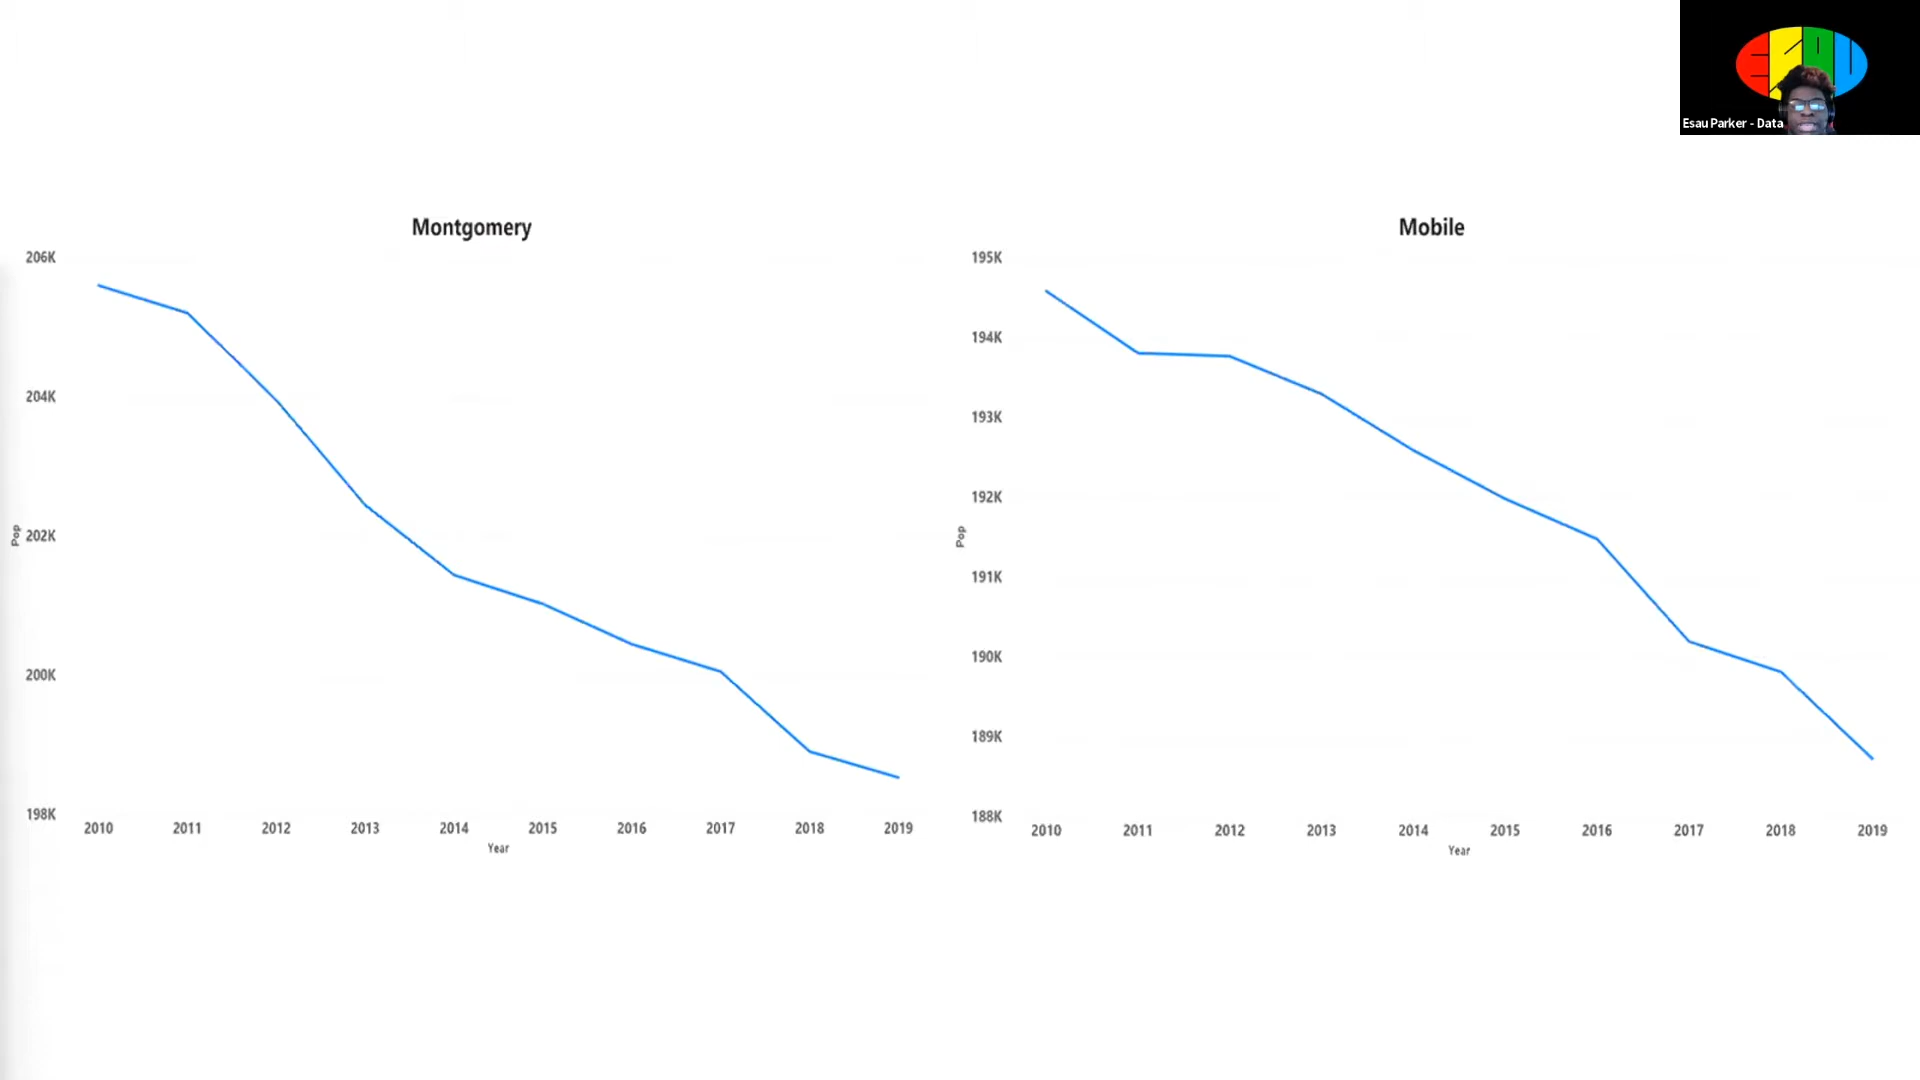 Esau Parker - Data
Montgomery
206K
204K
202K
200K
198K
Pop
2010 2011 2012 2013 2014 2015 2016 2017 2018 2019
Year
Mobile
195K
194K
193K
192K
191K
190K
189K
188K
Pop
2010 2011 2012 2013 2014 2015 2016 2017 2018 2019
Year